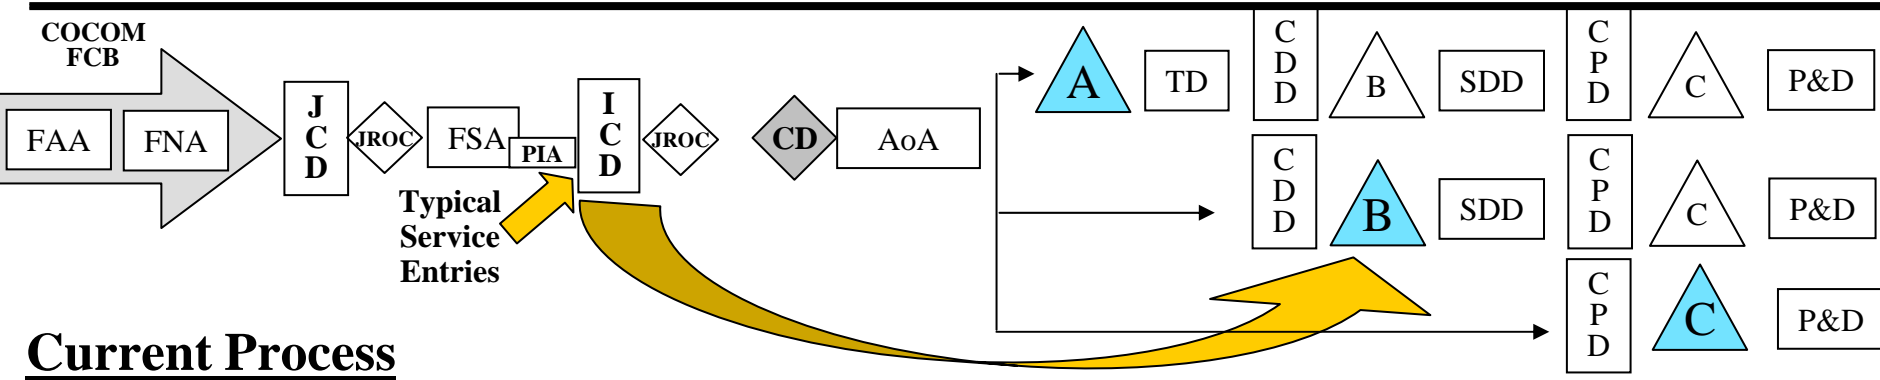 COCOM
FCB
FAA
FNA
J
C
D
JROC
FSA
PIA
I
C
D
JROC
CD
AoA
Typical
Service
Entries
A
TD
C
D
D
B
SDD
C
P
D
C
P&D
C
D
D
B
SDD
C
P
D
C
P&D
C
P
D
C
P&D
Current Process